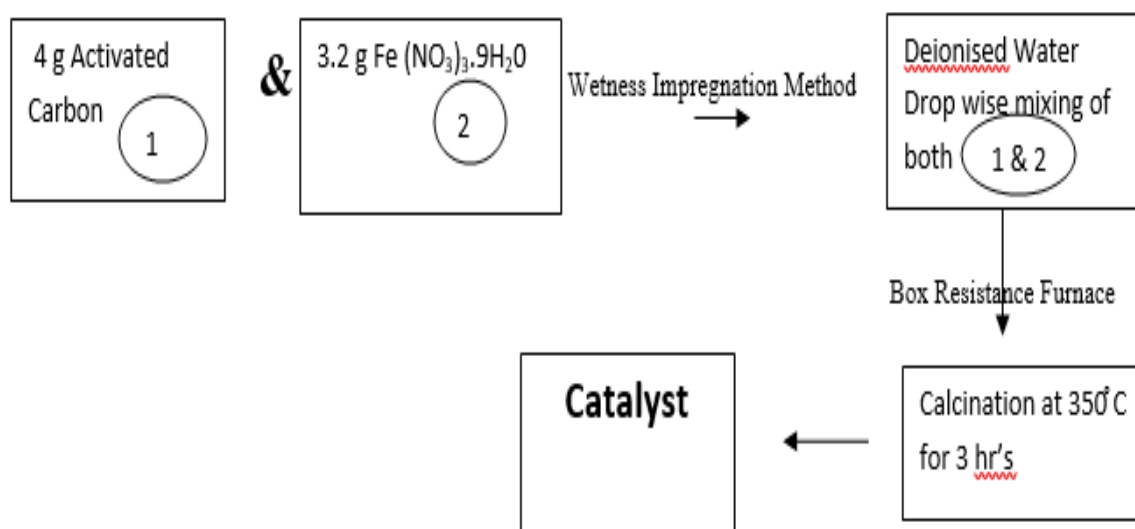 4 g Activated
Carbon
1
&
3.2 g Fe (NO₃)₃.9H₂0
2
Wetness Impregnation Method
Deionised Water
Drop wise mixing of
both 1 & 2
Box Resistance Furnace
Calcination at 350°C
for 3 hr's
Catalyst